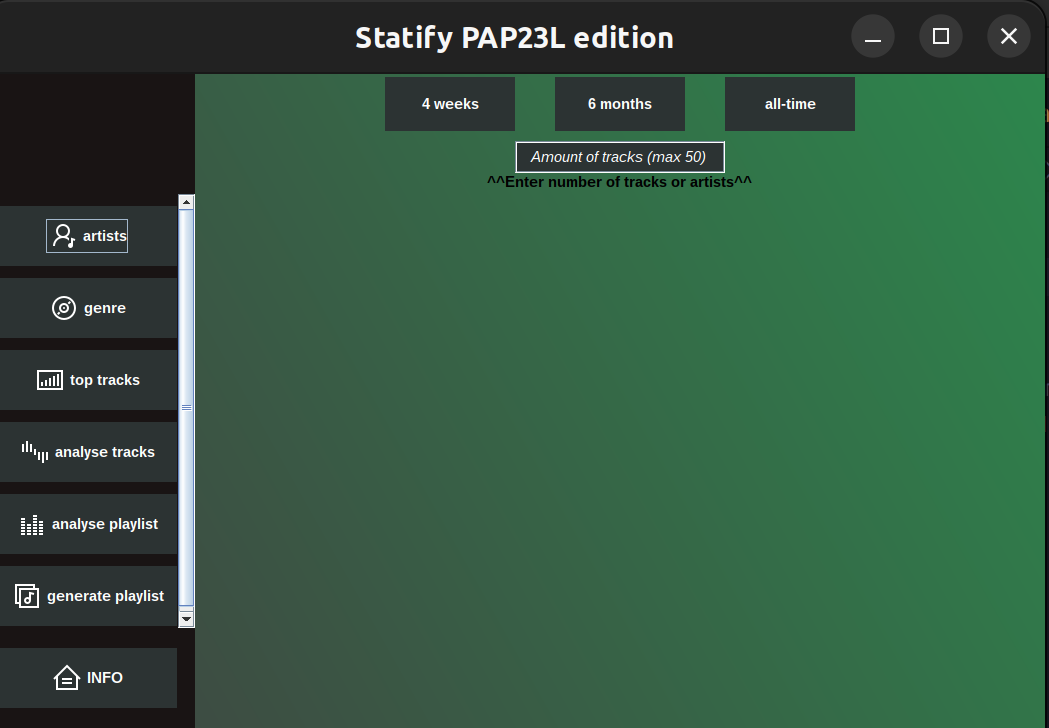 Statify PAP23L edition
4 weeks
6 months
all-time
Amount of tracks (max 50)
^^Enter number of tracks or artists^^
artists
genre
top tracks
analyse tracks
analyse playlist
generate playlist
INFO